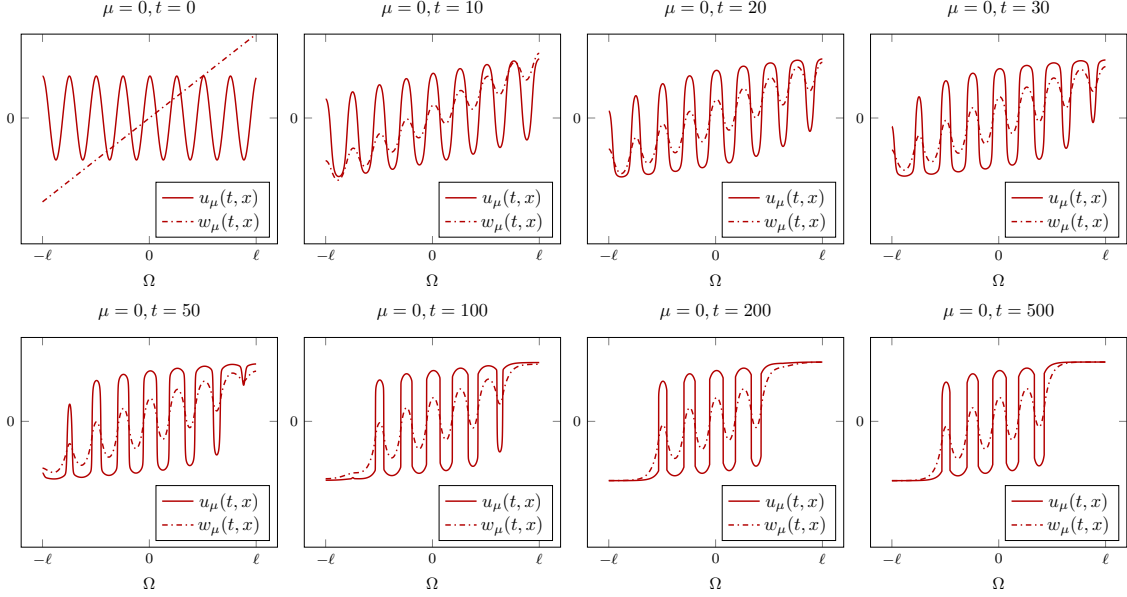 μ = 0, t = 0
0
u_μ(t, x)
w_μ(t, x)
−ℓ 0 ℓ
Ω
μ = 0, t = 10
0
u_μ(t, x)
w_μ(t, x)
−ℓ 0 ℓ
Ω
μ = 0, t = 20
0
u_μ(t, x)
w_μ(t, x)
−ℓ 0 ℓ
Ω
μ = 0, t = 30
0
u_μ(t, x)
w_μ(t, x)
−ℓ 0 ℓ
Ω
μ = 0, t = 50
0
u_μ(t, x)
w_μ(t, x)
−ℓ 0 ℓ
Ω
μ = 0, t = 100
0
u_μ(t, x)
w_μ(t, x)
−ℓ 0 ℓ
Ω
μ = 0, t = 200
0
u_μ(t, x)
w_μ(t, x)
−ℓ 0 ℓ
Ω
μ = 0, t = 500
0
u_μ(t, x)
w_μ(t, x)
−ℓ 0 ℓ
Ω